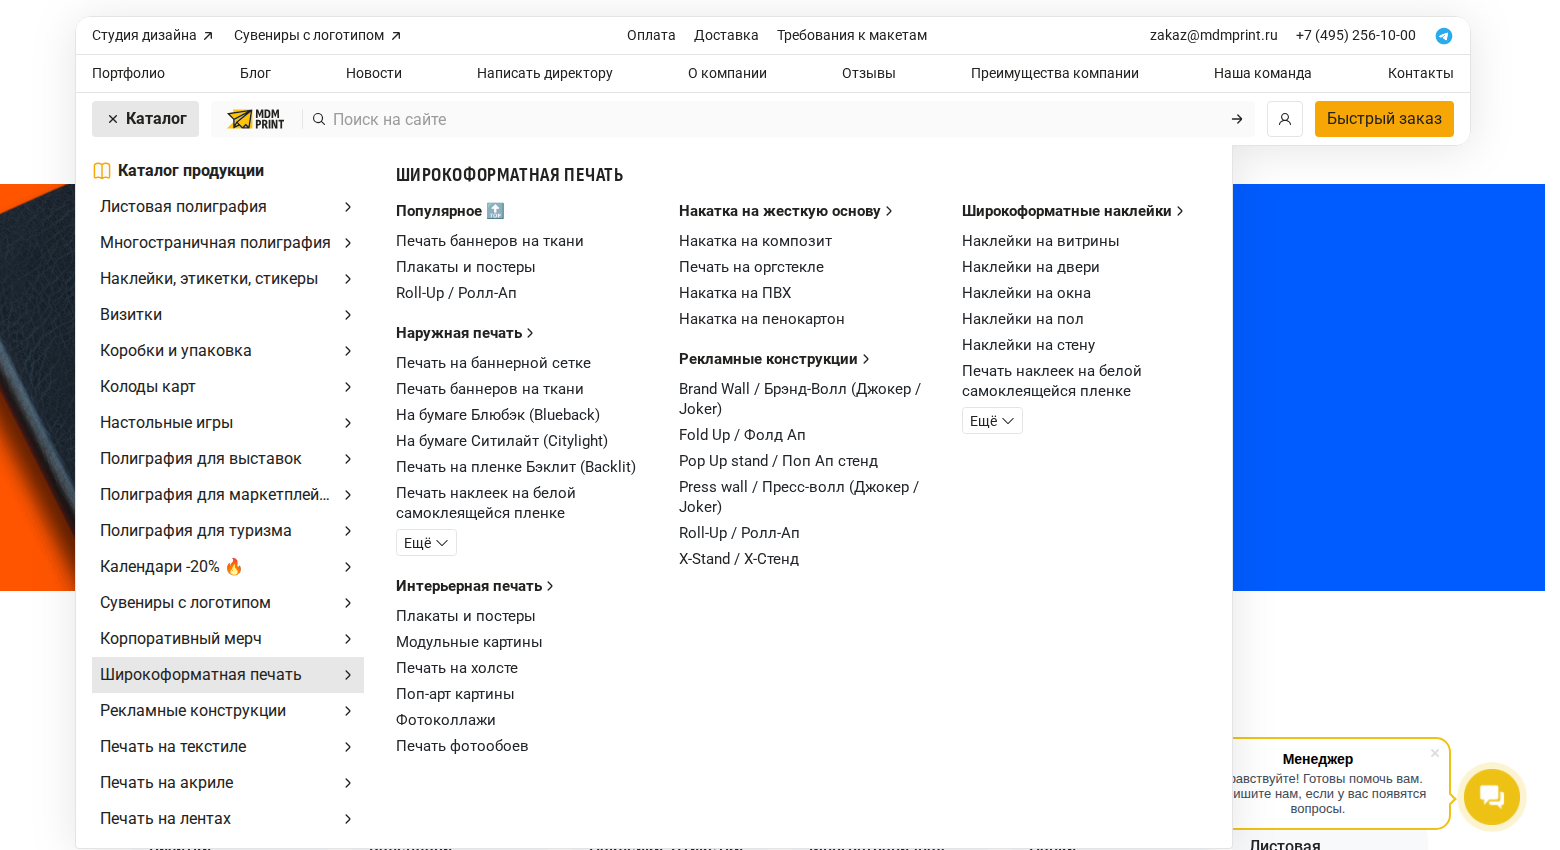 Студия дизайна
Сувениры с логотипом
Оплата
Доставка
Требования к макетам
zakaz@mdmprint.ru
+7 (495) 256-10-00
Портфолио
Блог
Новости
Написать директору
О компании
Отзывы
Преимущества компании
Наша команда
Контакты
Каталог
MDM
PRINT
Поиск на сайте
Быстрый заказ
Каталог продукции
Листовая полиграфия
Многостраничная полиграфия
Наклейки, этикетки, стикеры
Визитки
Коробки и упаковка
Колоды карт
Настольные игры
Полиграфия для выставок
Полиграфия для маркетплей...
Полиграфия для туризма
Календари -20% 🔥
Сувениры с логотипом
Корпоративный мерч
Широкоформатная печать
Рекламные конструкции
Печать на текстиле
Печать на акриле
Печать на лентах
ШИРОКОФОРМАТНАЯ ПЕЧАТЬ
Популярное 🔝
Печать баннеров на ткани
Плакаты и постеры
Roll-Up / Ролл-Ап
Наружная печать
Печать на баннерной сетке
Печать баннеров на ткани
На бумаге Блюбэк (Blueback)
На бумаге Ситилайт (Citylight)
Печать на пленке Бэклит (Backlit)
Печать наклеек на белой
самоклеящейся пленке
Ещё
Интерьерная печать
Плакаты и постеры
Модульные картины
Печать на холсте
Поп-арт картины
Фотоколлажи
Печать фотообоев
Накатка на жесткую основу
Накатка на композит
Печать на оргстекле
Накатка на ПВХ
Накатка на пенокартон
Рекламные конструкции
Brand Wall / Брэнд-Волл (Джокер /
Joker)
Fold Up / Фолд Ап
Pop Up stand / Поп Ап стенд
Press wall / Пресс-волл (Джокер /
Joker)
Roll-Up / Ролл-Ап
X-Stand / Х-Стенд
Широкоформатные наклейки
Наклейки на витрины
Наклейки на двери
Наклейки на окна
Наклейки на пол
Наклейки на стену
Печать наклеек на белой
самоклеящейся пленке
Ещё
Менеджер
Готовы помочь вам.
нам, если у вас появятся
вопросы.
Листовая